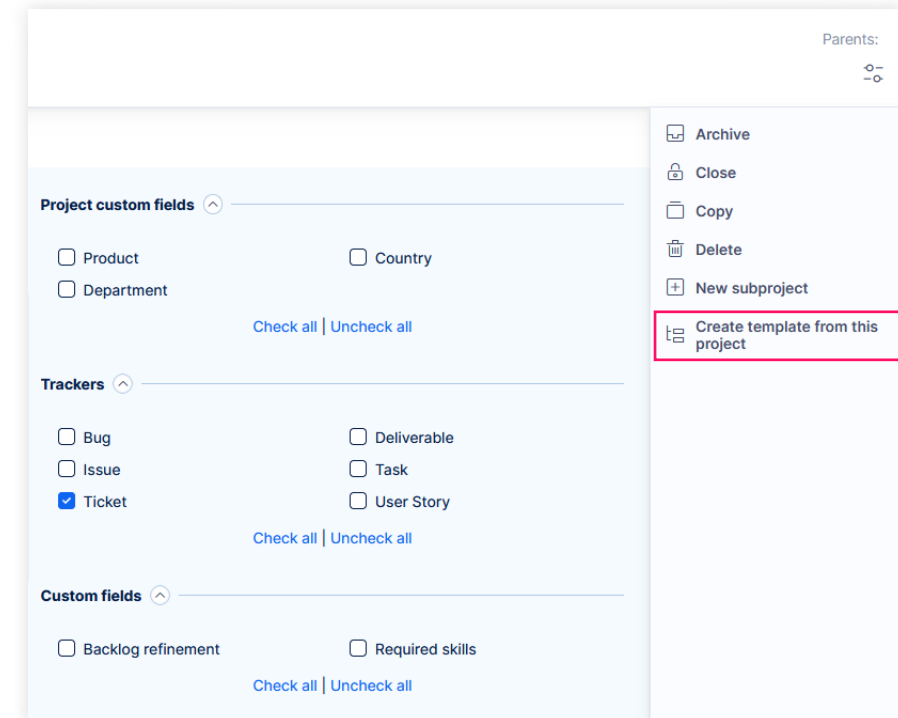 Parents:
Archive
Close
Copy
Delete
New subproject
Create template from this
project
Project custom fields
Product
Country
Department
Check all | Uncheck all
Trackers
Bug
Deliverable
Issue
Task
Ticket
User Story
Check all | Uncheck all
Custom fields
Backlog refinement
Required skills
Check all | Uncheck all